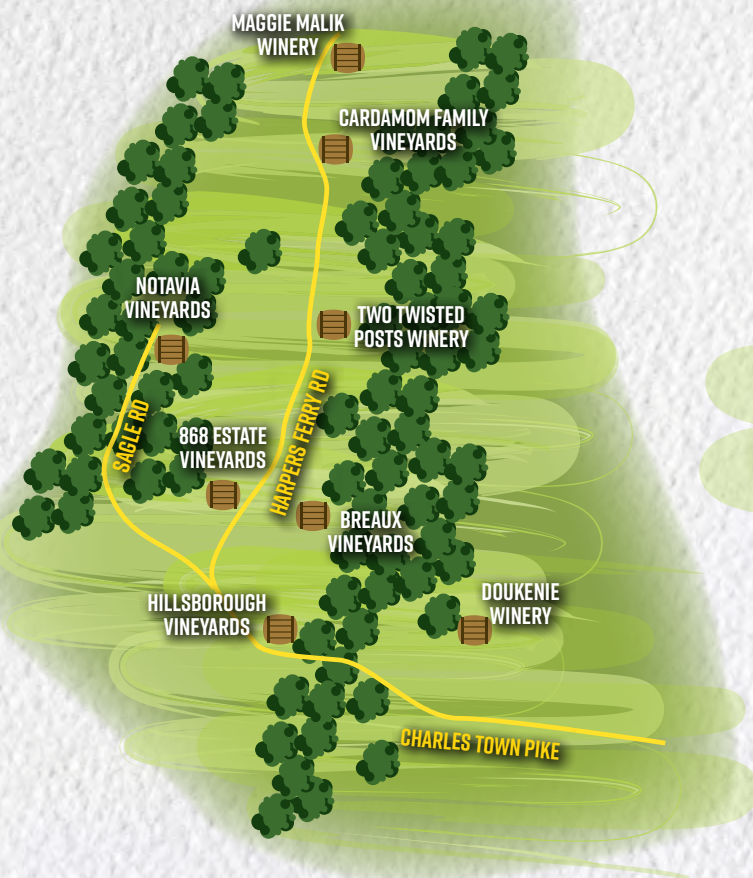 MAGGIE MALIK
WINERY
CARDAMOM FAMILY
VINEYARDS
NOTAVIA
VINEYARDS
TWO TWISTED
POSTS WINERY
SAGLE RD
HARPERS FERRY RD
868 ESTATE
VINEYARDS
BREAUX
VINEYARDS
DOUKENIE
WINERY
HILLSBOROUGH
VINEYARDS
CHARLES TOWN PIKE